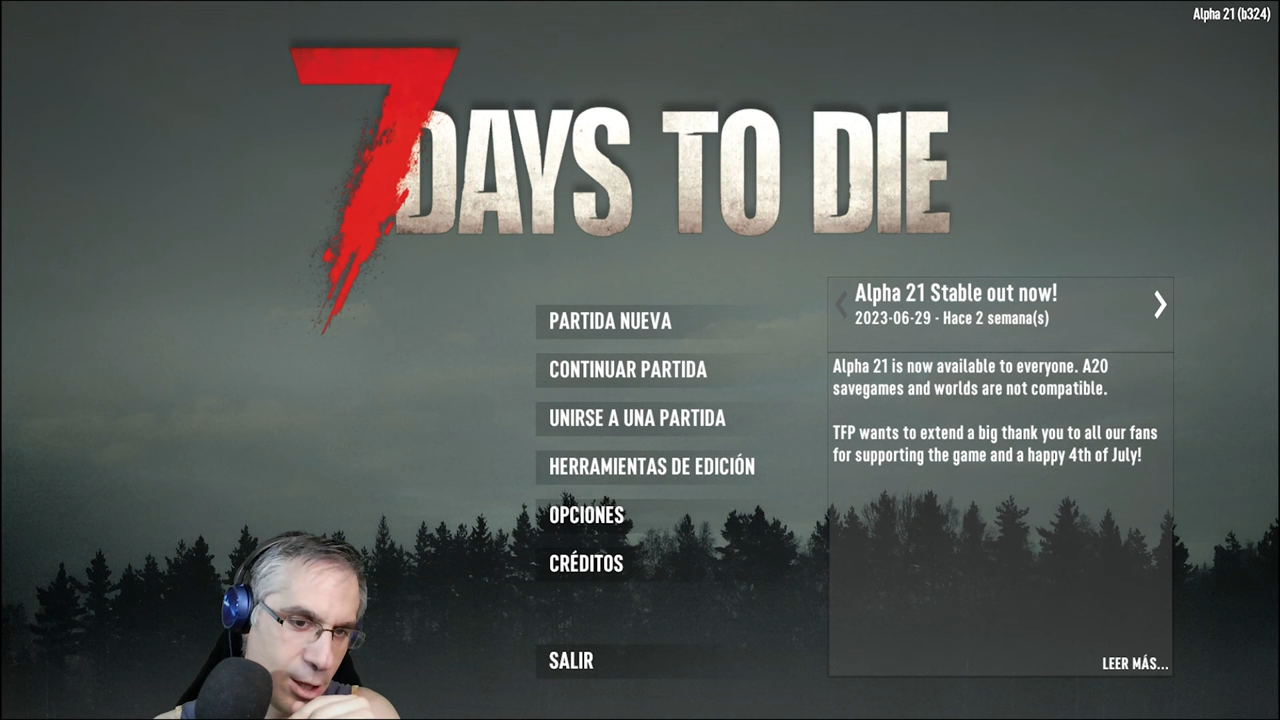 Alpha 21 (b324)
7 DAYS TO DIE
PARTIDA NUEVA
CONTINUAR PARTIDA
UNIRSE A UNA PARTIDA
HERRAMIENTAS DE EDICIÓN
OPCIONES
CRÉDITOS
SALIR
Alpha 21 Stable out now!
2023-06-29 - Hace 2 semana(s)
Alpha 21 is now available to everyone. A20
savegames and worlds are not compatible.
TFP wants to extend a big thank you to all our fans
for supporting the game and a happy 4th of July!
LEER MÁS...